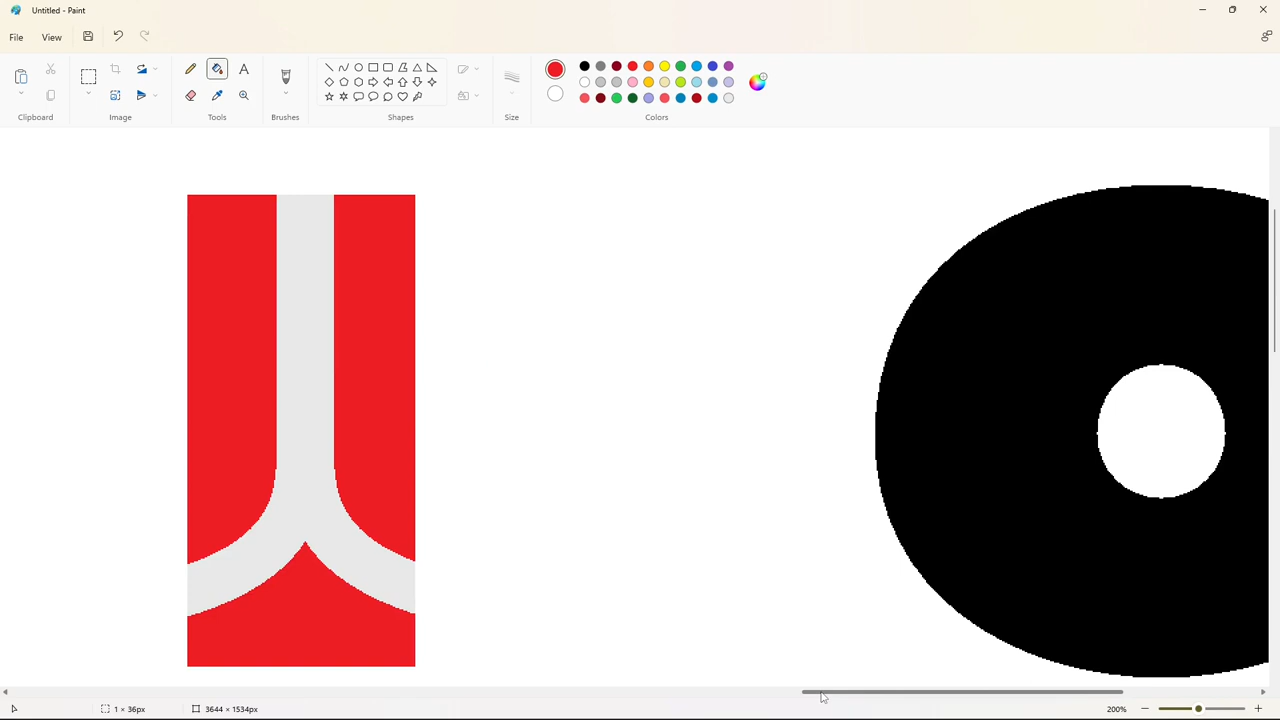 Untitled - Paint
File View
Clipboard Image Tools Brushes Shapes Size Colors
1 × 36px 3644 × 1534px 200%